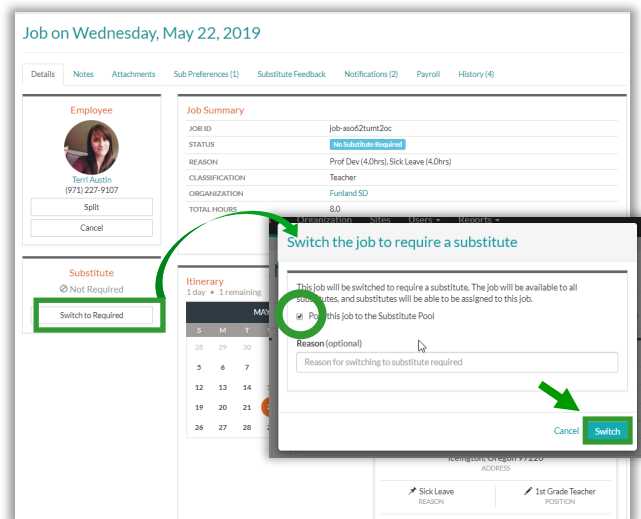 Job on Wednesday, May 22, 2019
Details Notes Attachments Sub Preferences (1) Substitute Feedback Notifications (2) Payroll History (4)
Employee
Terri Austin
(971) 227-9107
Split
Cancel
Substitute
Not Required
Switch to Required
Job Summary
JOB ID job-aso62tumt2oc
STATUS No Substitute Required
REASON Prof Dev (4.0hrs), Sick Leave (4.0hrs)
CLASSIFICATION Teacher
ORGANIZATION Funland SD
TOTAL HOURS 8.0
Itinerary
1 day • 1 remaining
MAY
S M T
28 29 30
5 6 7
12 13 14
19 20 21
26 27 28
Organization Sites Users Reports
Switch the job to require a substitute
This job will be switched to require a substitute. The job will be available to all
substitutes, and substitutes will be able to be assigned to this job.
Post this job to the Substitute Pool
Reason (optional)
Reason for switching to substitute required
Cancel Switch
Oregon 97220
ADDRESS
Sick Leave
REASON
1st Grade Teacher
POSITION